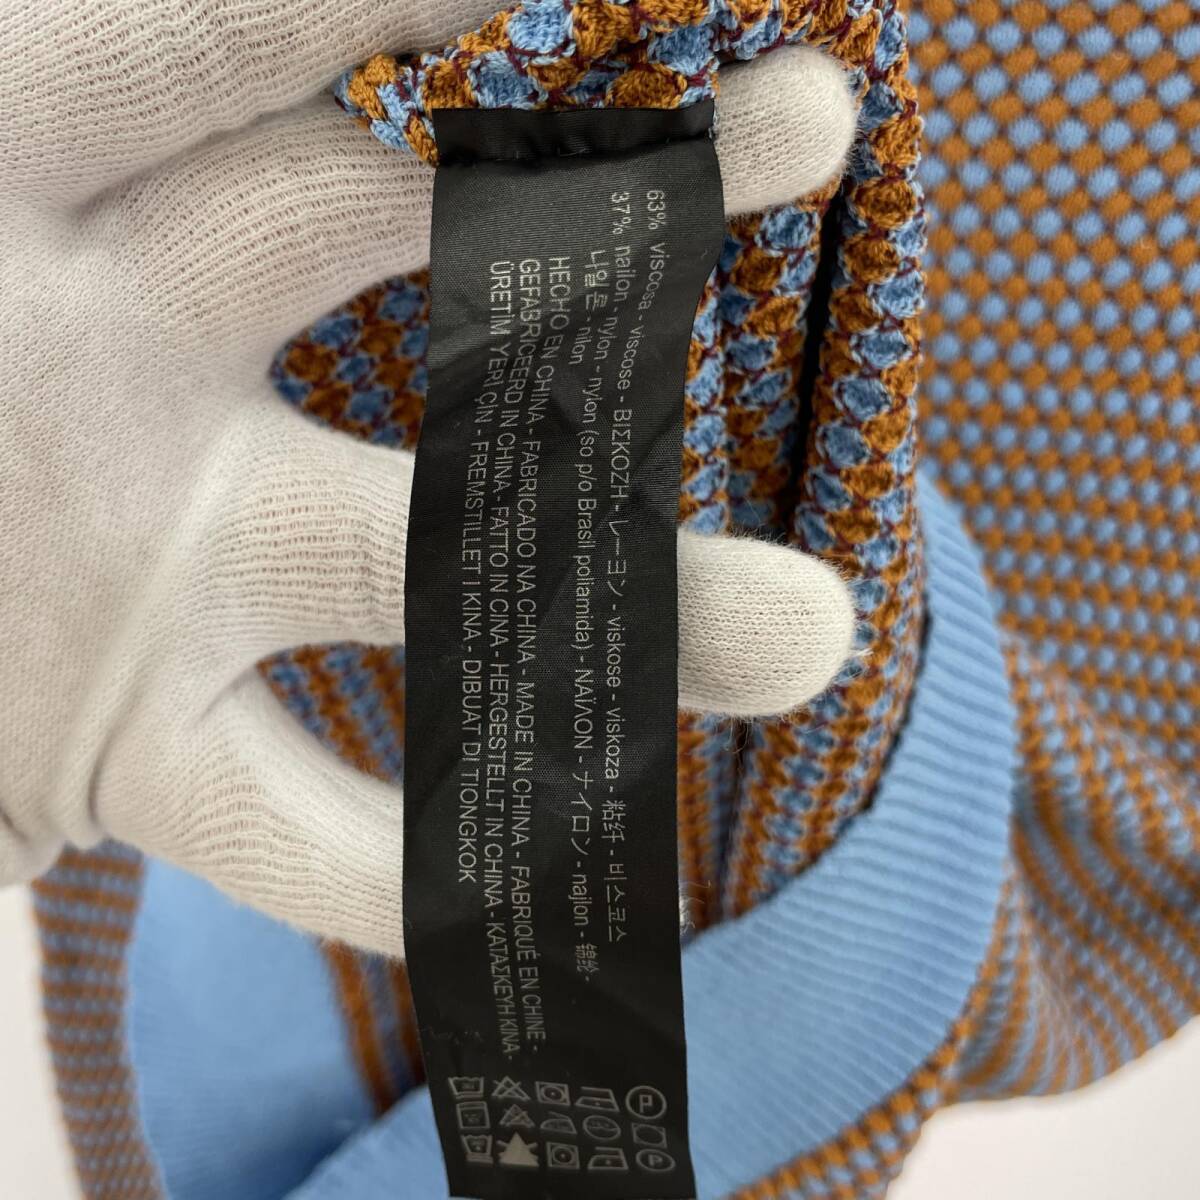 63% viscosa - viscose - ΒΙΣΚΟΖΗ - レーヨン - viskose - viskoza - 粘纤 - 비스코스
37% nailon - nylon - nylon (so p/o Brasil poliamida) - ΝΑΪΛΟΝ - ナイロン - najlon - 锦纶 -
나일론 - nilon
HECHO EN CHINA - FABRICADO NA CHINA - MADE IN CHINA - FABRIQUÉ EN CHINE -
GEFABRICEERD IN CHINA - FATTO IN CINA - HERGESTELLT IN CHINA - ΚΑΤΑΣΚΕΥΗ ΚΙΝΑ -
ÜRETİM YERİ ÇİN - FREMSTILLET I KINA - DIBUAT DI TIONGKOK